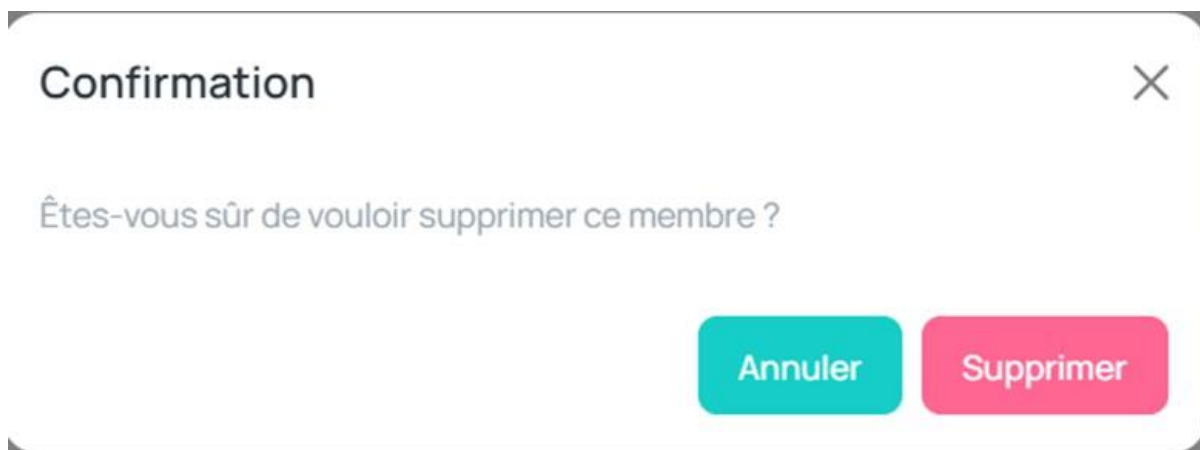 Confirmation
Êtes-vous sûr de vouloir supprimer ce membre ?
Annuler
Supprimer